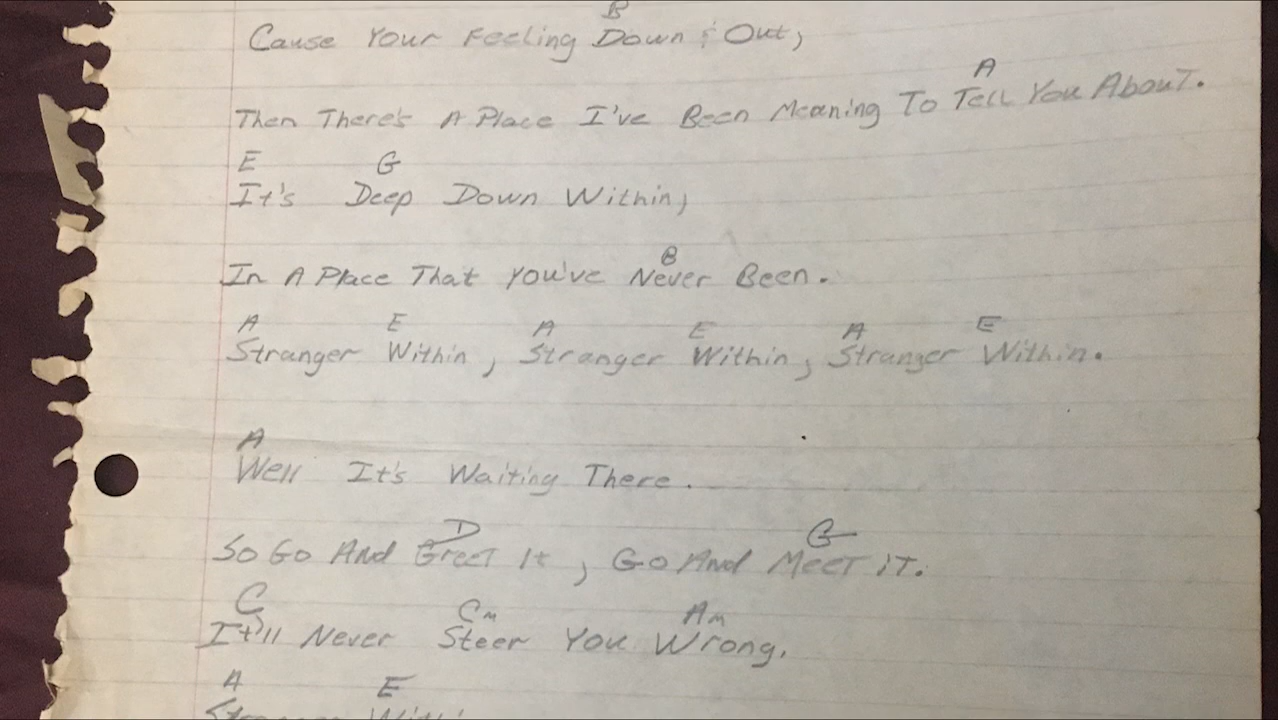 B
Cause Your Feeling Down & Out,
A
Then There's A Place I've Been Meaning To Tell You About.
E G
It's Deep Down Within,
B
In A Place That You've Never Been.
A E A E A E
Stranger Within, Stranger Within, Stranger Within.
A
Well It's Waiting There.
D G
So Go And Greet It, Go And Meet iT.
C Cm Am
It'll Never Steer You Wrong.
A E